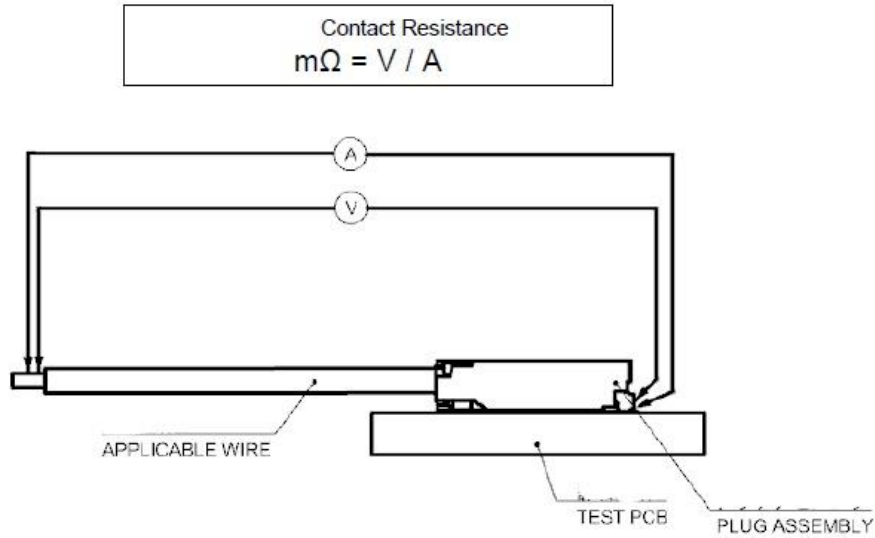 Contact Resistance
mΩ = V / A
A
V
APPLICABLE WIRE
TEST PCB
PLUG ASSEMBLY